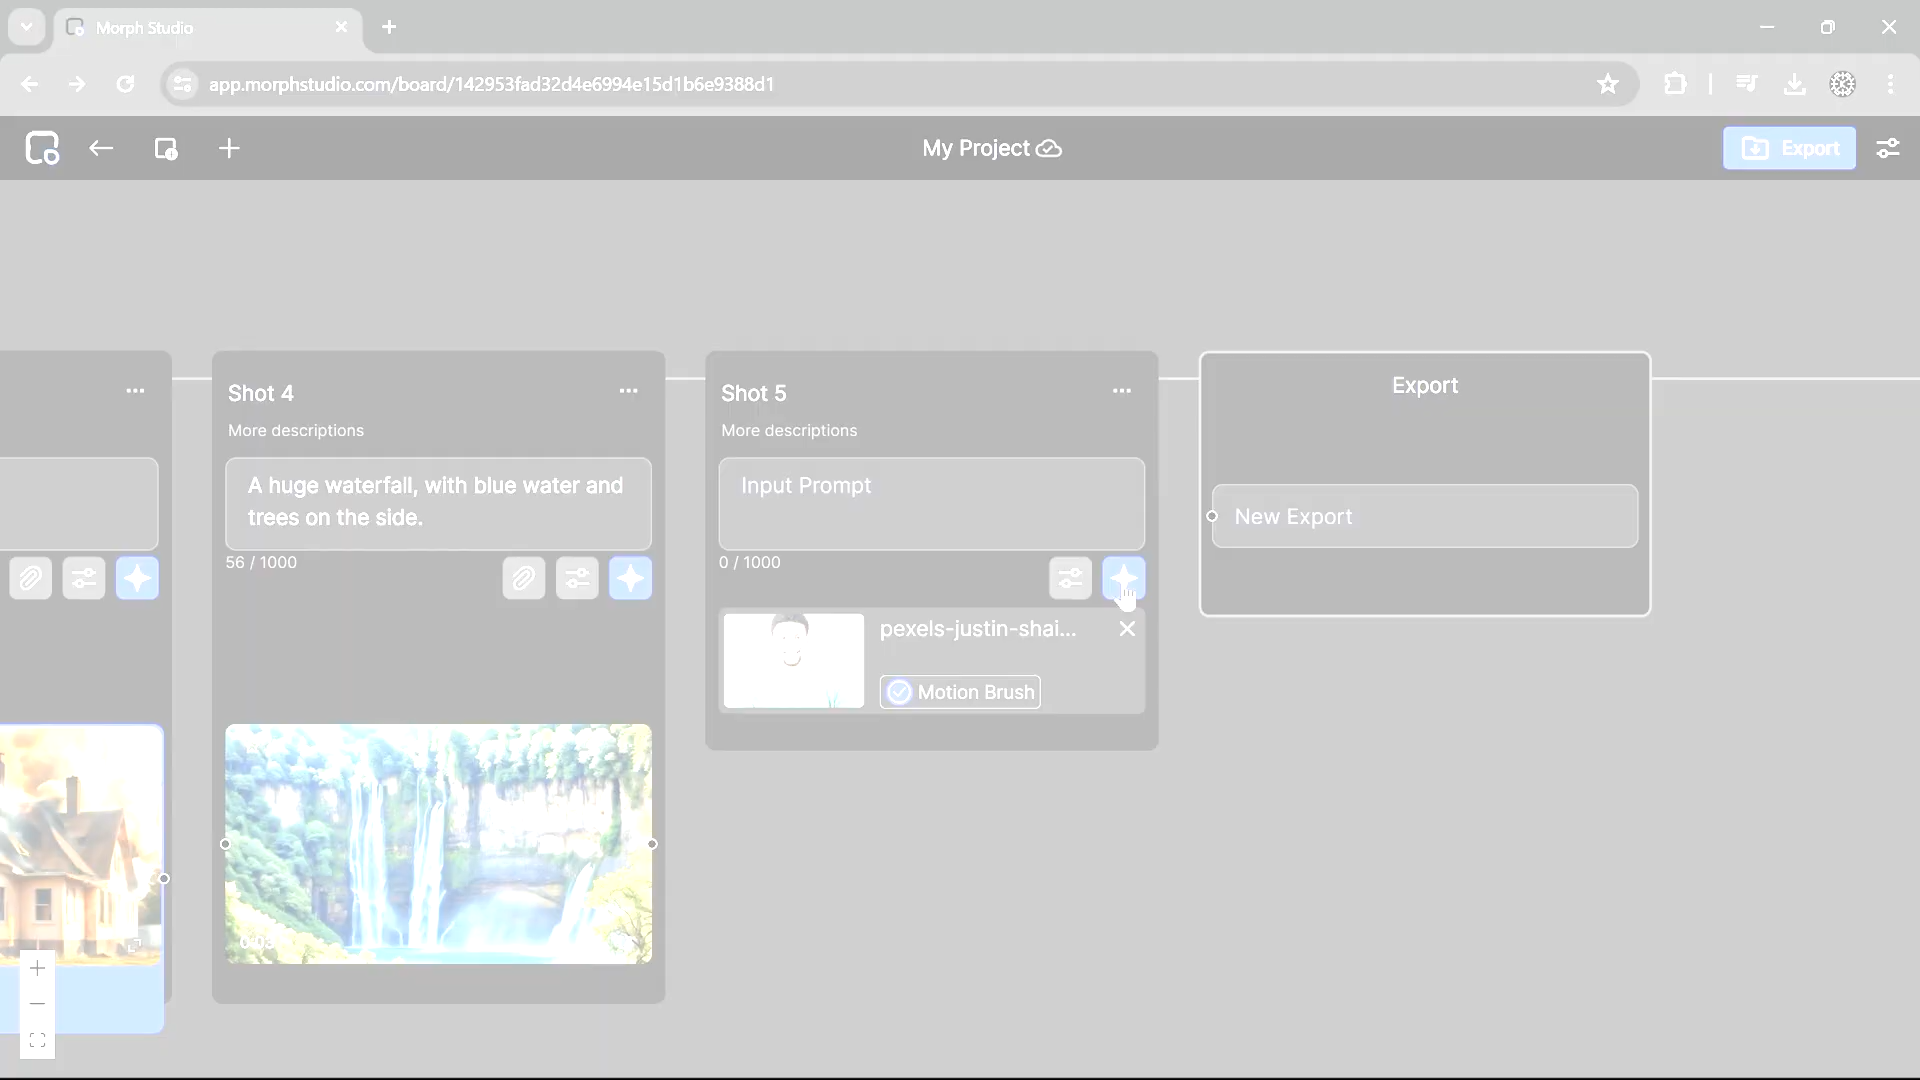 Morph Studio
app.morphstudio.com/board/142953fad32d4e6994e15d1b6e9388d1
My Project
Export
Shot 4
More descriptions
A huge waterfall, with blue water and
trees on the side.
56 / 1000
Shot 5
More descriptions
Input Prompt
0 / 1000
pexels-justin-shai...
Motion Brush
Export
New Export